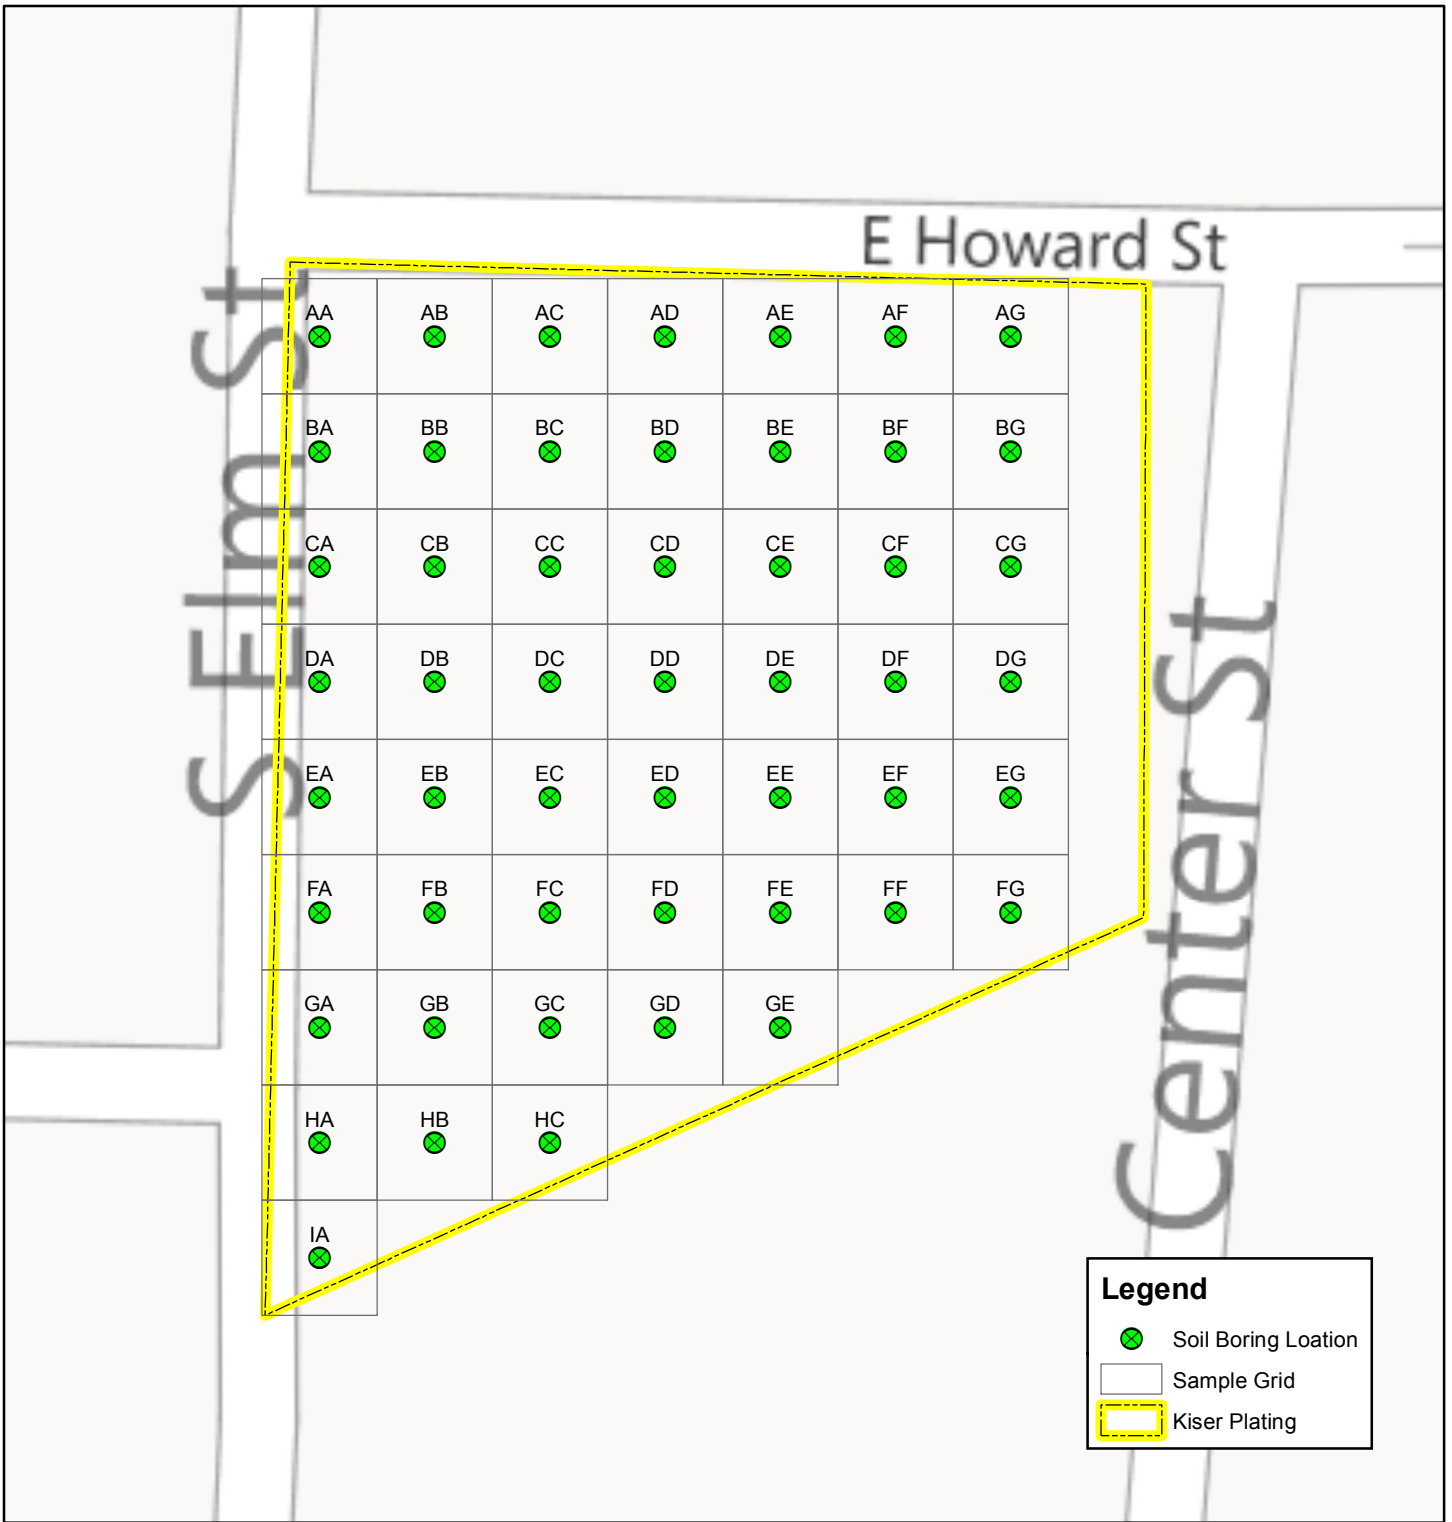 E Howard St
S Elm St
AA AB AC AD AE AF AG
BA BB BC BD BE BF BG
CA CB CC CD CE CF CG
DA DB DC DD DE DF DG
EA EB EC ED EE EF EG
FA FB FC FD FE FF FG
GA GB GC GD GE
HA HB HC
IA
Center St
Legend
Soil Boring Loation
Sample Grid
Kiser Plating